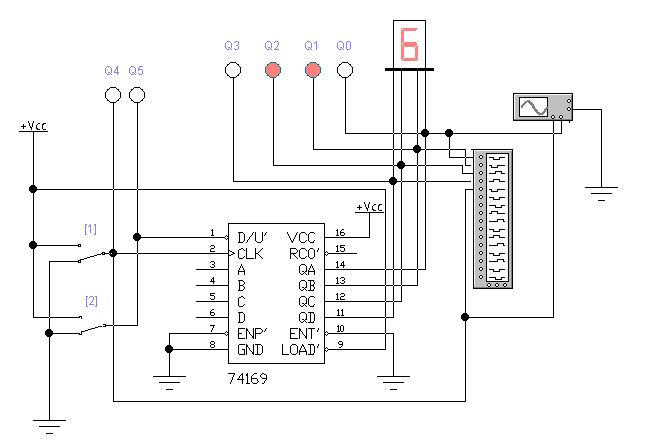 Q3 Q2 Q1 Q0
6
Q4 Q5
+Vcc
[1]
[2]
+Vcc
1 D/U' VCC 16
2 CLK RCO' 15
3 A QA 14
4 B QB 13
5 C QC 12
6 D QD 11
7 ENP' ENT' 10
8 GND LOAD' 9
74169